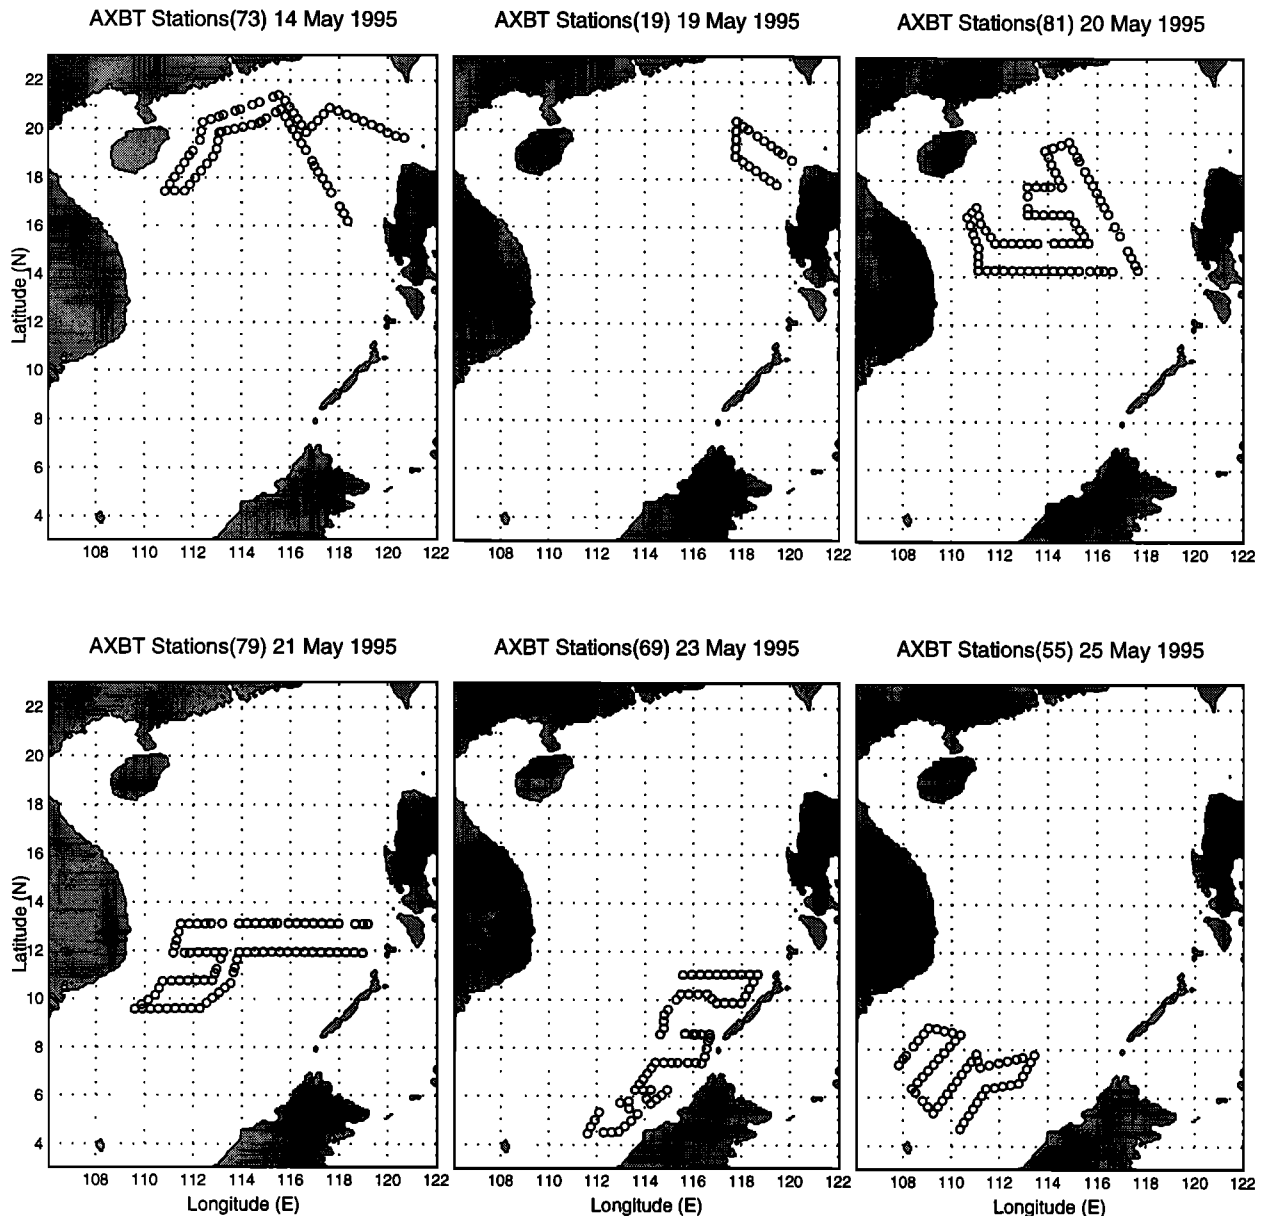 AXBT Stations(73) 14 May 1995
AXBT Stations(19) 19 May 1995
AXBT Stations(81) 20 May 1995
Latitude (N)
22
20
18
16
14
12
10
8
6
4
108 110 112 114 116 118 120 122
108 110 112 114 116 118 120
108 110 112 114 116 118 120 122
AXBT Stations(79) 21 May 1995
AXBT Stations(69) 23 May 1995
AXBT Stations(55) 25 May 1995
Latitude (N)
22
20
18
16
14
12
10
8
6
4
108 110 112 114 116 118 120 122
108 110 112 114 116 118 120
108 110 112 114 116 118 120 122
Longitude (E)
Longitude (E)
Longitude (E)